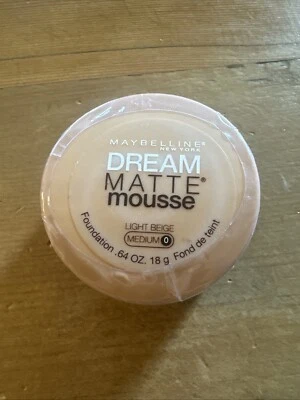 MAYBELLINE®
NEW YORK
DREAM
MATTE®
mousse
LIGHT BEIGE
MEDIUM 0
Foundation .64 OZ. 18 g Fond de teint